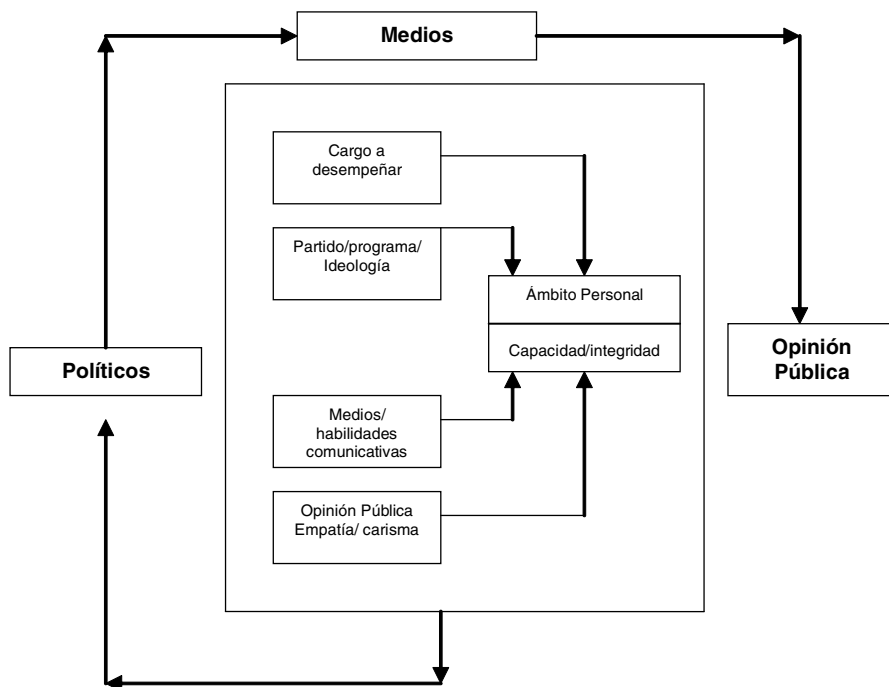 Medios
Cargo a
desempeñar
Partido/programa/
Ideología
Ámbito Personal
Capacidad/integridad
Políticos
Opinión
Pública
Medios/
habilidades
comunicativas
Opinión Pública
Empatía/ carisma